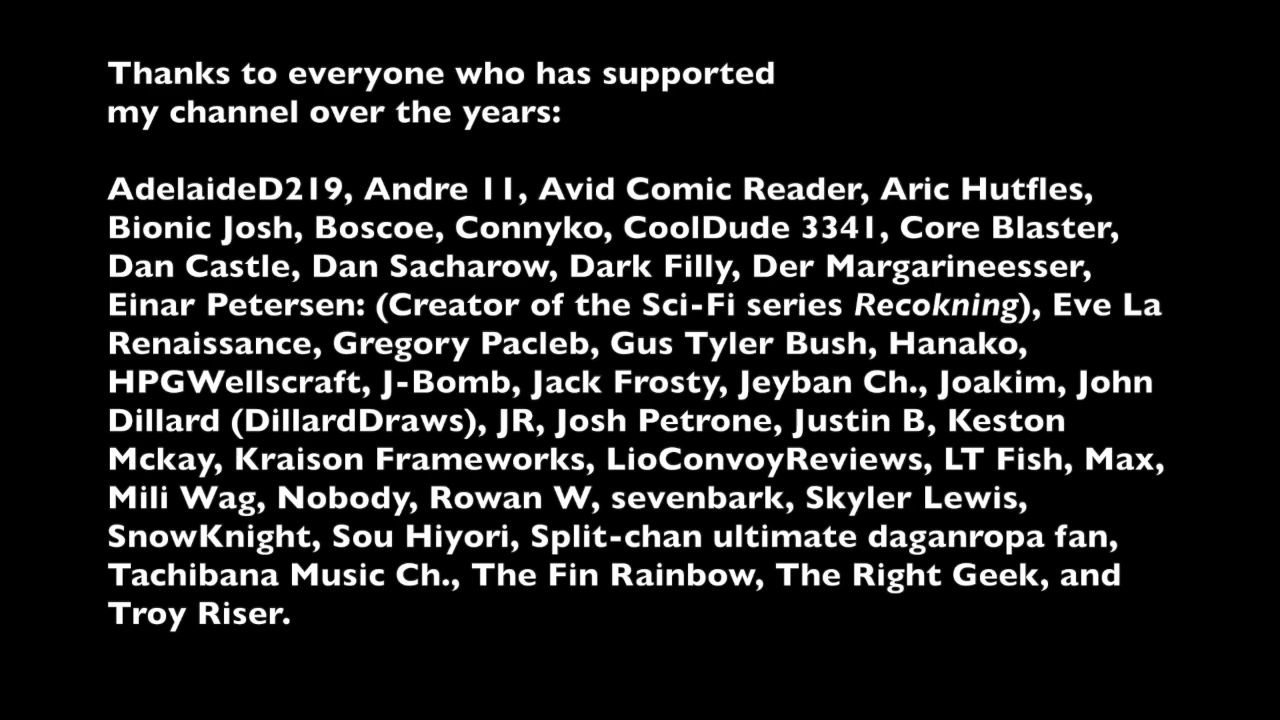 Thanks to everyone who has supported
my channel over the years:
AdelaideD219, Andre 11, Avid Comic Reader, Aric Hutfles,
Bionic Josh, Boscoe, Connyko, CoolDude 3341, Core Blaster,
Dan Castle, Dan Sacharow, Dark Filly, Der Margarineesser,
Einar Petersen: (Creator of the Sci-Fi series Recokning), Eve La
Renaissance, Gregory Pacleb, Gus Tyler Bush, Hanako,
HPGWellscraft, J-Bomb, Jack Frosty, Jeyban Ch., Joakim, John
Dillard (DillardDraws), JR, Josh Petrone, Justin B, Keston
Mckay, Kraison Frameworks, LioConvoyReviews, LT Fish, Max,
Mili Wag, Nobody, Rowan W, sevenbark, Skyler Lewis,
SnowKnight, Sou Hiyori, Split-chan ultimate daganropa fan,
Tachibana Music Ch., The Fin Rainbow, The Right Geek, and
Troy Riser.